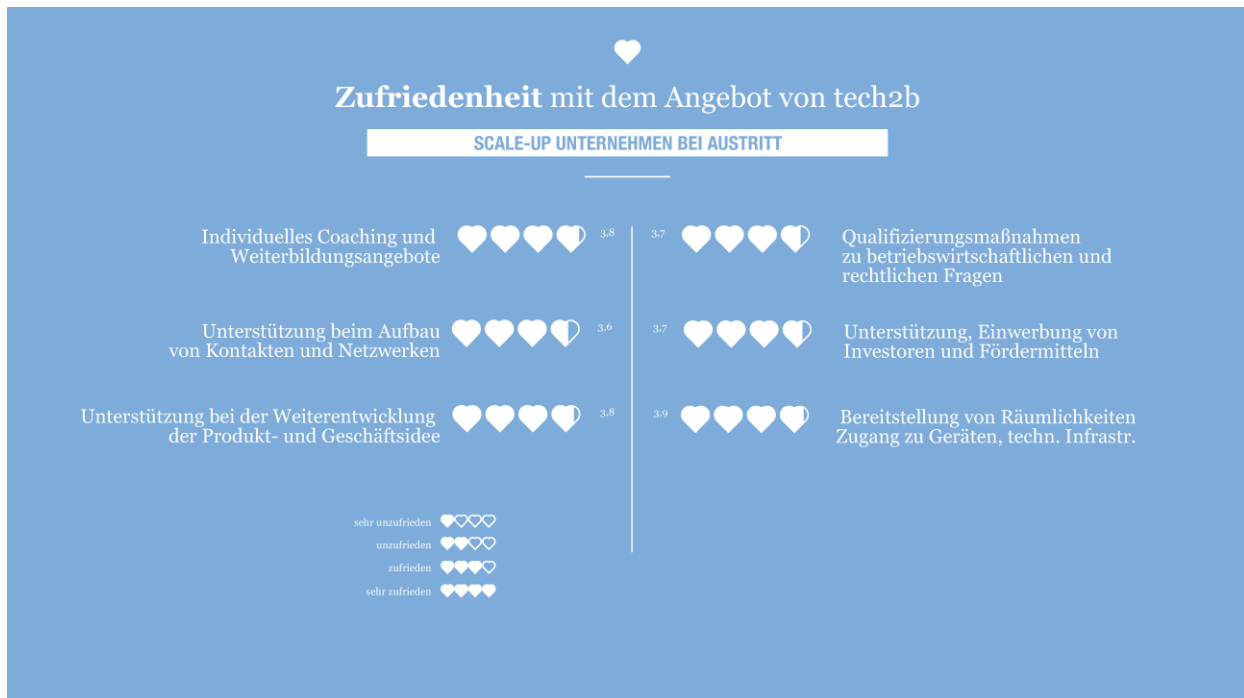 Zufriedenheit mit dem Angebot von tech2b
SCALE-UP UNTERNEHMEN BEI AUSTRITT
Individuelles Coaching und
Weiterbildungsangebote
3.8
Unterstützung beim Aufbau
von Kontakten und Netzwerken
3.6
Unterstützung bei der Weiterentwicklung
der Produkt- und Geschäftsidee
3.8
3.7
Qualifizierungsmaßnahmen
zu betriebswirtschaftlichen und
rechtlichen Fragen
3.7
Unterstützung, Einwerbung von
Investoren und Fördermitteln
3.9
Bereitstellung von Räumlichkeiten
Zugang zu Geräten, techn. Infrastr.
sehr unzufrieden
unzufrieden
zufrieden
sehr zufrieden